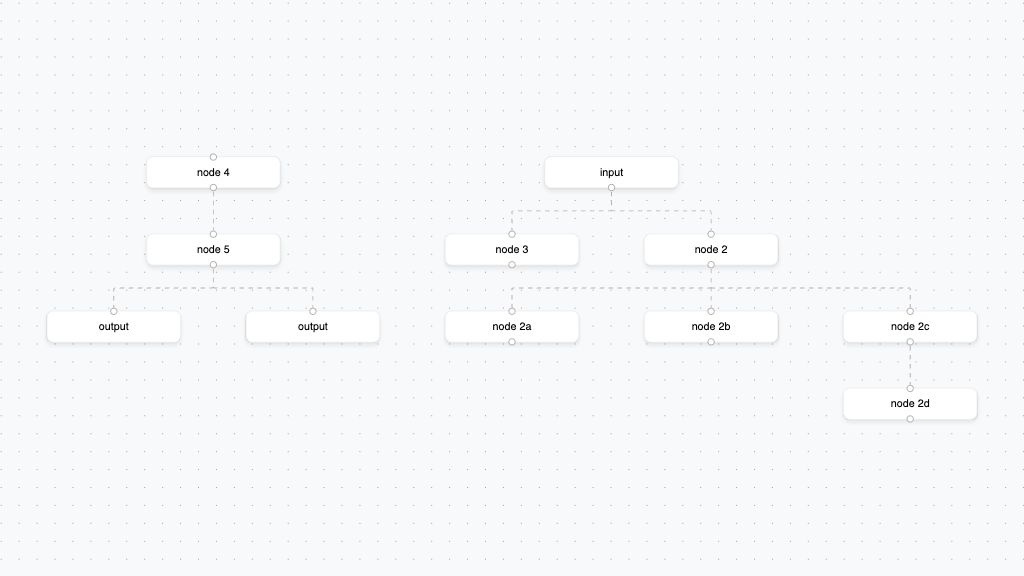 node 4
input
node 5
node 3
node 2
output
output
node 2a
node 2b
node 2c
node 2d